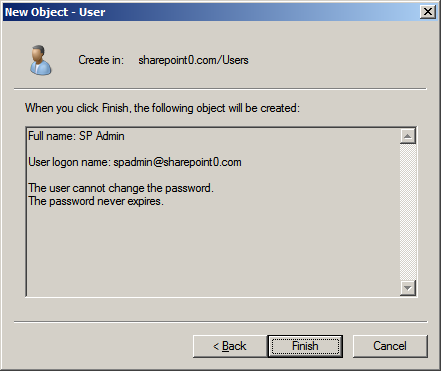 New Object - User
Create in: sharepoint0.com/Users
When you click Finish, the following object will be created:
Full name: SP Admin
User logon name: spadmin@sharepoint0.com
The user cannot change the password.
The password never expires.
< Back Finish Cancel